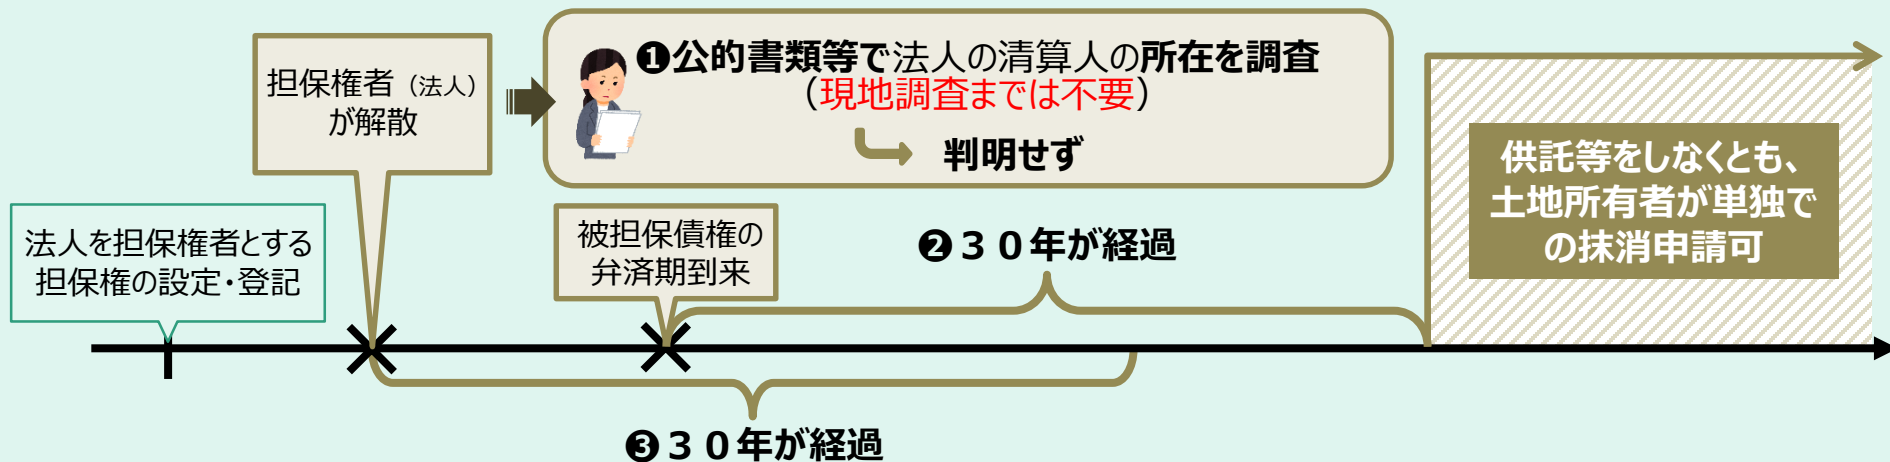 担保権者（法人）
が解散
❶公的書類等で法人の清算人の所在を調査
（現地調査までは不要）
判明せず
法人を担保権者とする
担保権の設定・登記
被担保債権の
弁済期到来
❷３０年が経過
供託等をしなくとも、
土地所有者が単独で
の抹消申請可
❸３０年が経過